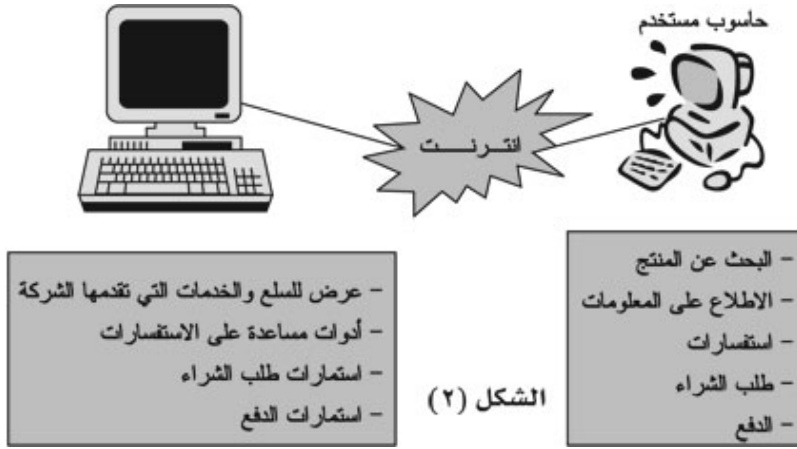 حاسوب مستخدم
انترنت
- البحث عن المنتج
- الاطلاع على المعلومات
- استفسارات
- طلب الشراء
- الدفع
- عرض للسلع والخدمات التي تقدمها الشركة
- أدوات مساعدة على الاستفسارات
- استمارات طلب الشراء
- استمارات الدفع
الشكل (٢)